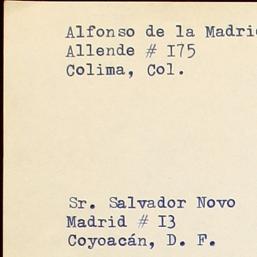 Alfonso de la Madri
Allende # I75
Colima, Col.
Sr. Salvador Novo
Madrid # I3
Coyoacán, D. F.